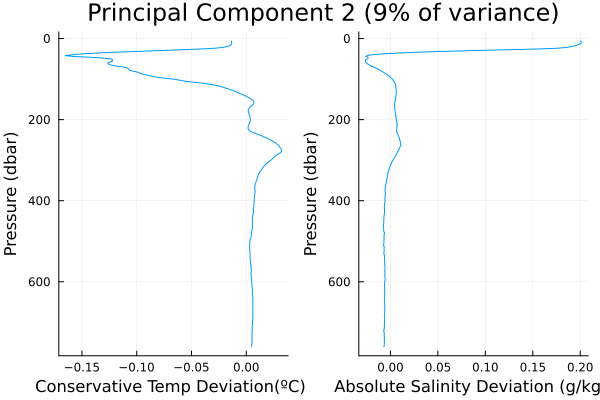 Principal Component 2 (9% of variance)
0
200
400
600
Pressure (dbar)
−0.15 −0.10 −0.05 0.00
Conservative Temp Deviation(ºC)
0
200
400
600
Pressure (dbar)
0.00 0.05 0.10 0.15 0.20
Absolute Salinity Deviation (g/kg